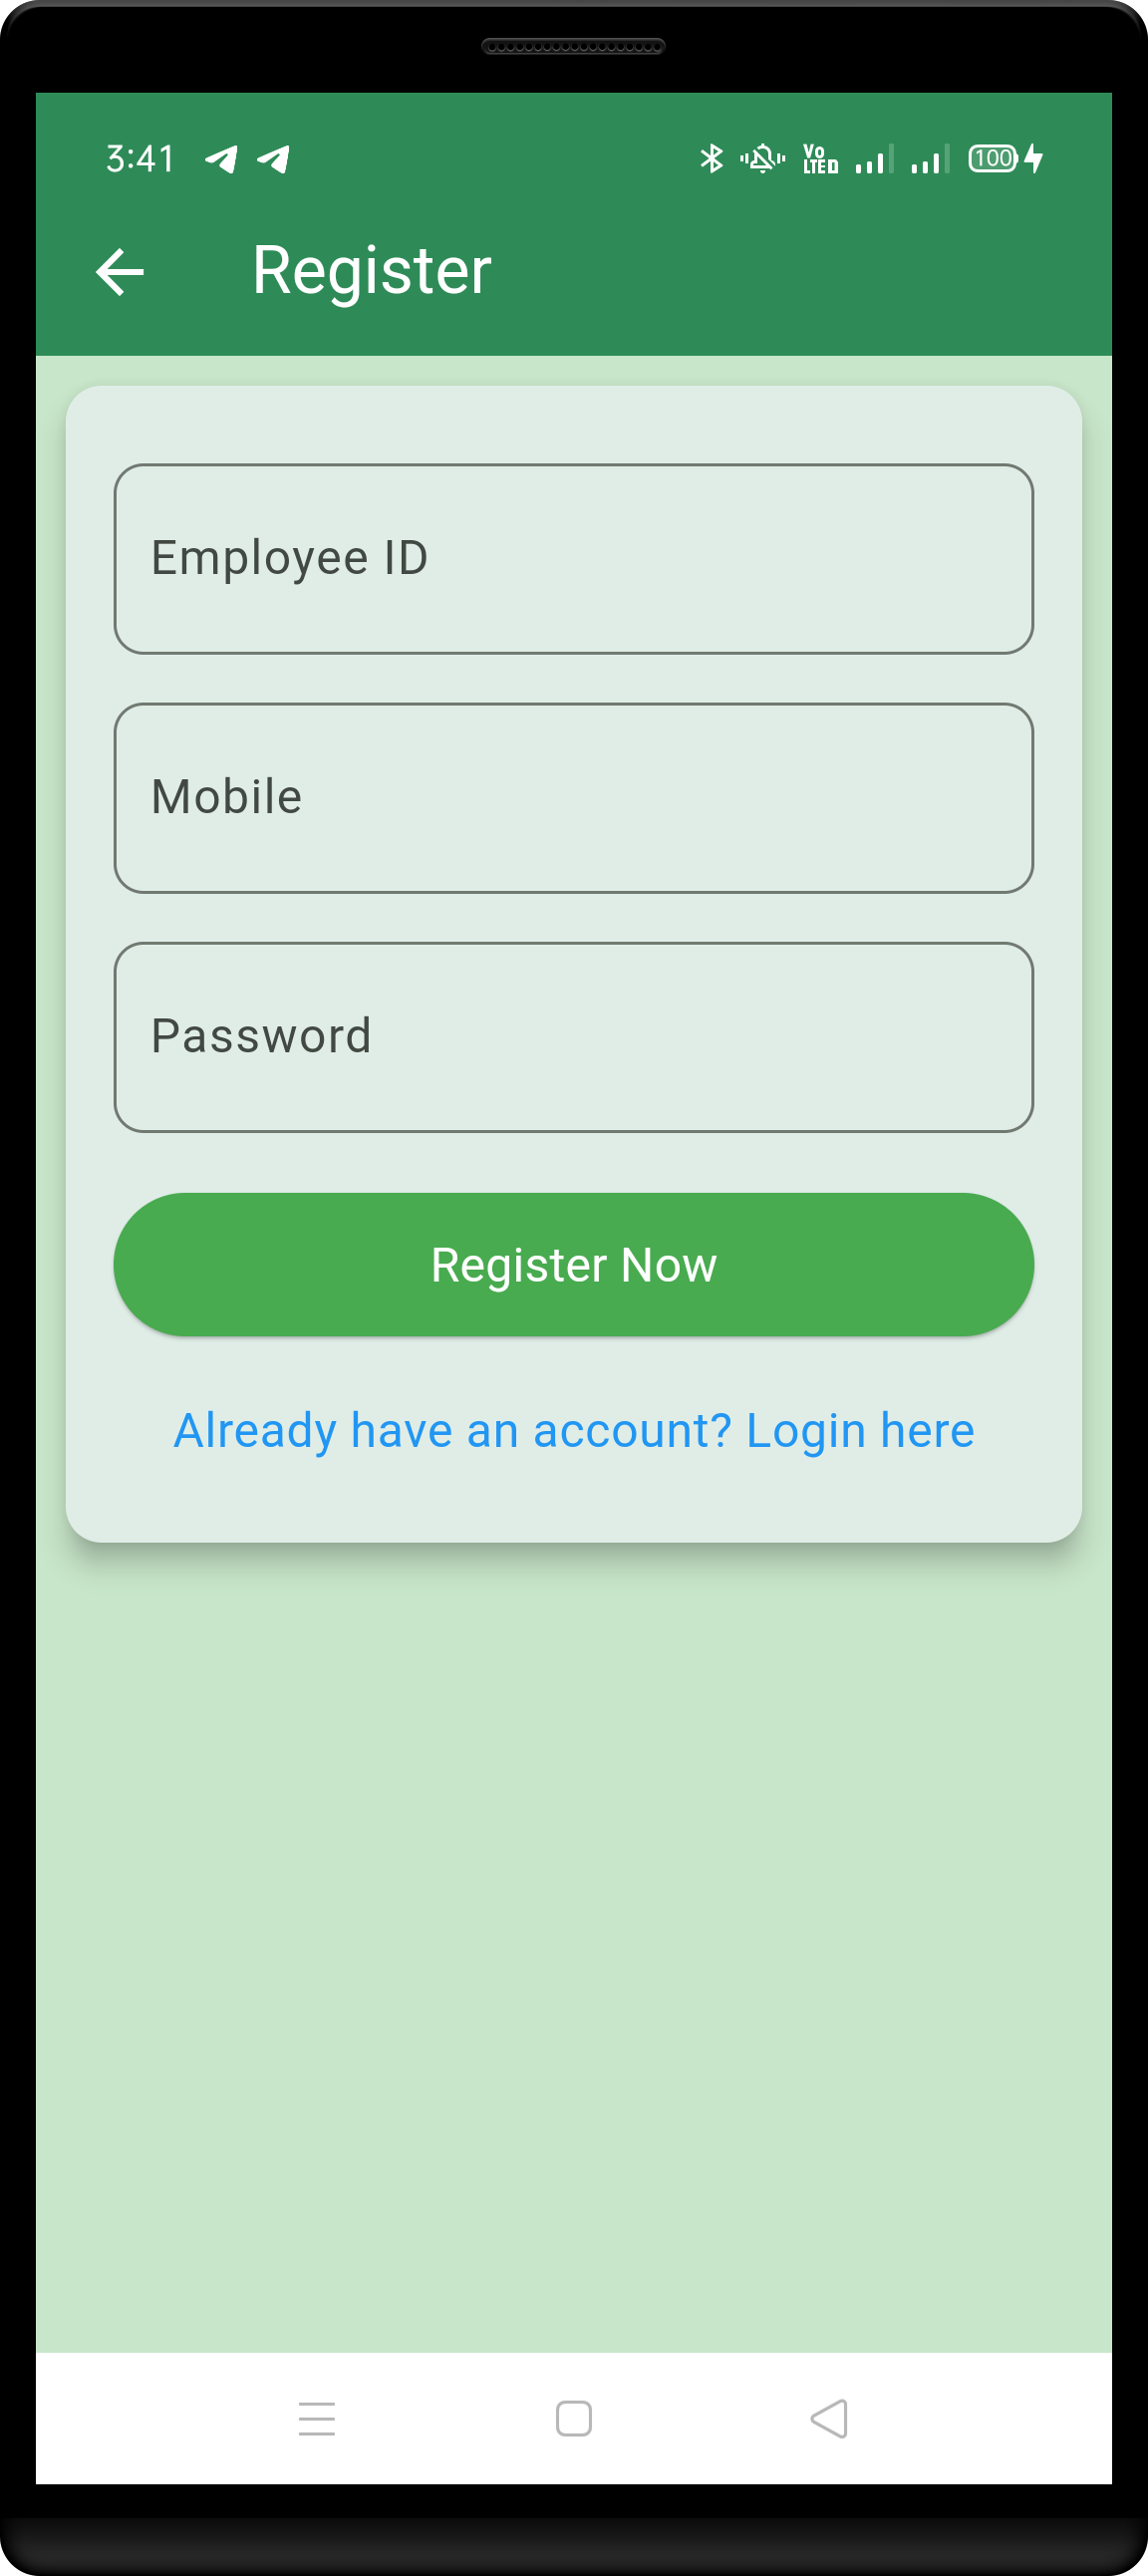 3:41
Vo
LTE D
100
Register
Employee ID
Mobile
Password
Register Now
Already have an account? Login here